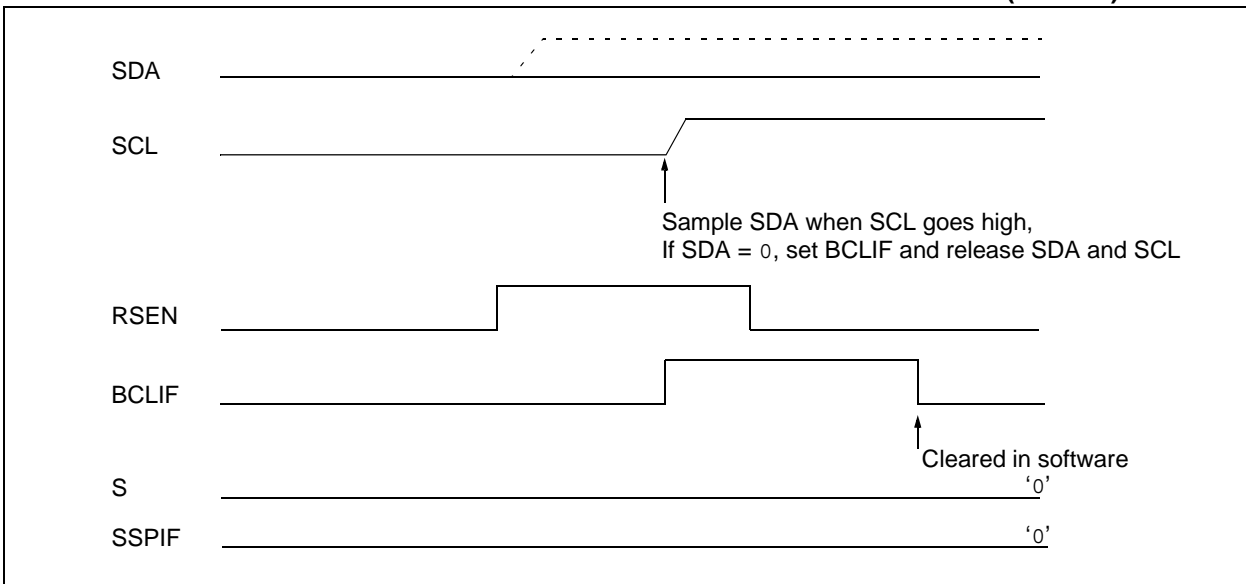 SDA
SCL
Sample SDA when SCL goes high,
If SDA = 0, set BCLIF and release SDA and SCL
RSEN
BCLIF
Cleared in software
S ‘0’
SSPIF ‘0’